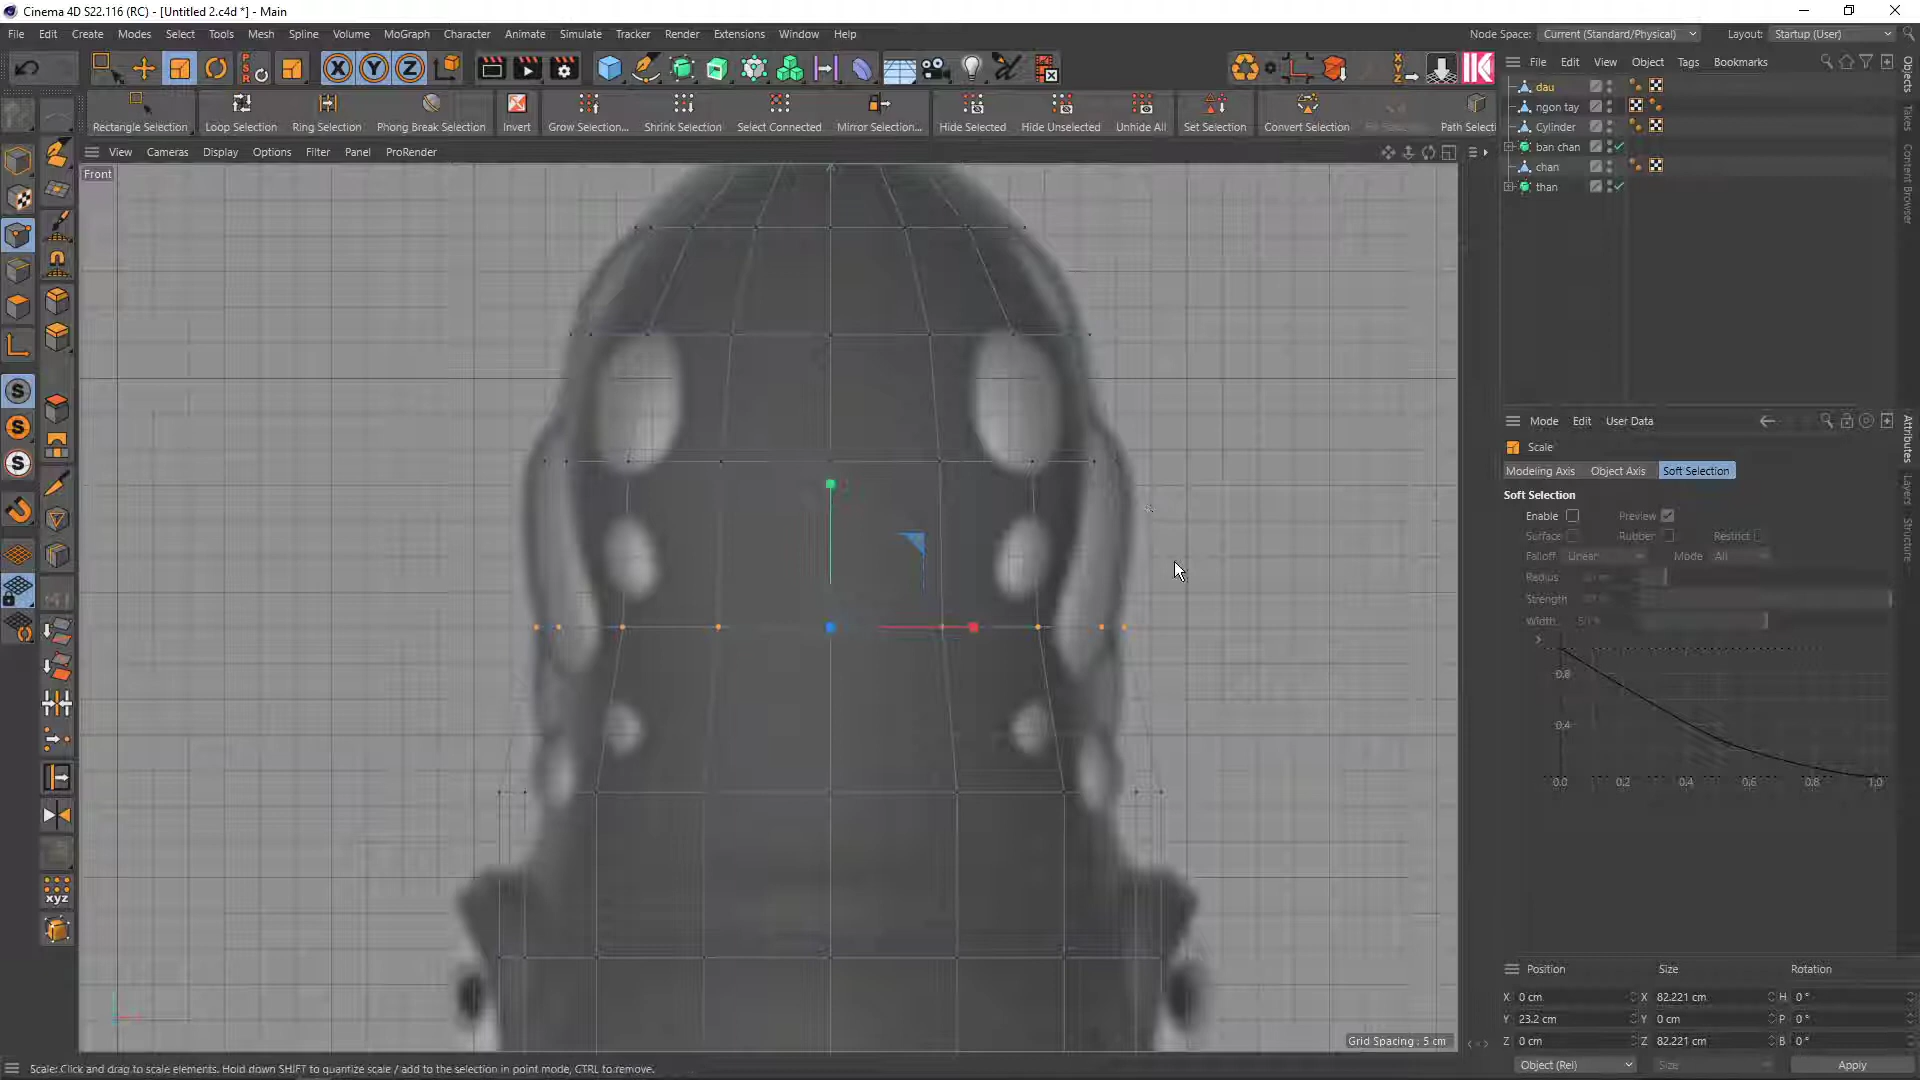 Cinema 4D S22.116 (RC) - [Untitled 2.c4d *] - Main
File Edit Create Modes Select Tools Mesh Spline Volume MoGraph Character Animate Simulate Tracker Render Extensions Window Help Node Space: Current (Standard/Physical) Layout: Startup (User)
Rectangle Selection Loop Selection Ring Selection Phong Break Selection Invert Grow Selection... Shrink Selection Select Connected Mirror Selection... Hide Selected Hide Unselected Unhide All Set Selection Convert Selection Path Selecti
View Cameras Display Options Filter Panel ProRender
Front
Grid Spacing : 5 cm
Scale: Click and drag to scale elements. Hold down SHIFT to quantize scale / add to the selection in point mode, CTRL to remove.
File Edit View Object Tags Bookmarks
dau
ngon tay
Cylinder
ban chan
chan
than
Mode Edit User Data
Scale
Modeling Axis Object Axis Soft Selection
Soft Selection
Enable Preview
Surface Rubber Restrict
Falloff Linear Mode All
Radius
Strength
Width
0.8
0.4
0.0 0.2 0.4 0.6 0.8 1.0
Position Size Rotation
X 0 cm X 82.221 cm H 0 °
Y 23.2 cm Y 0 cm P 0 °
Z 0 cm Z 82.221 cm B 0 °
Object (Rel) Size Apply
Objects
Takes
Content Browser
Attributes
Layers
Structure
X Y Z
PSR
S
S
S
xyz